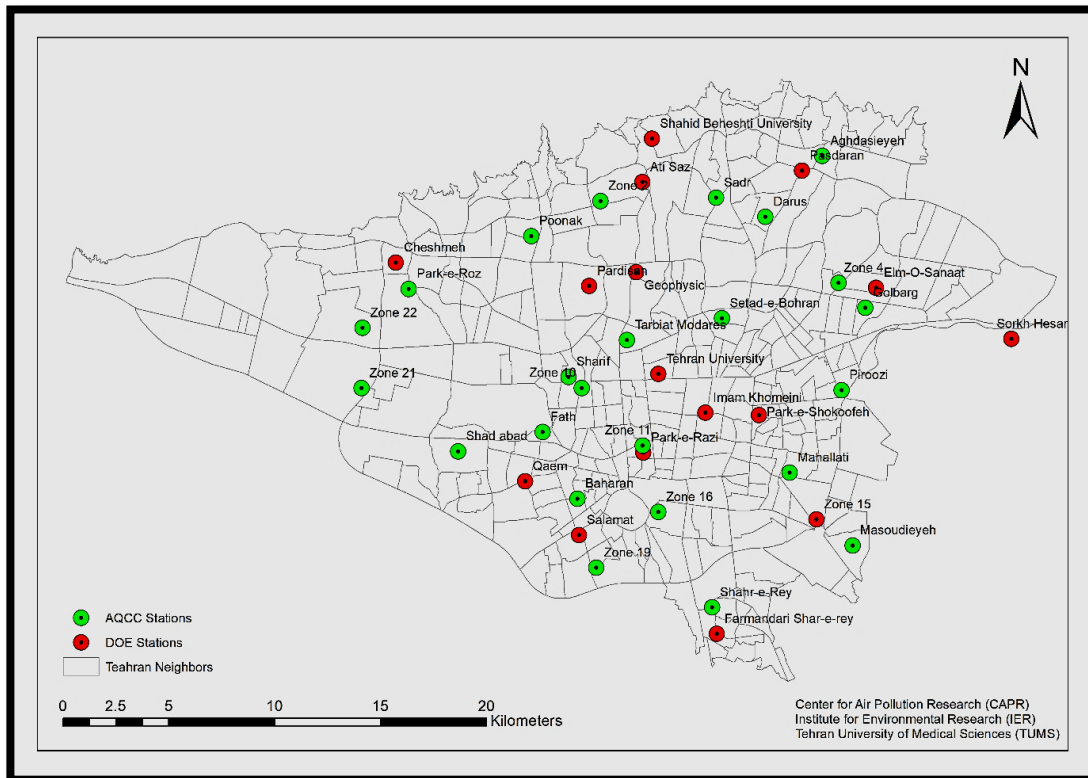 N
Shahid Beheshti University
Aghdasieyeh
Pasdaran
Ati Saz
Zone 2
Sadr
Darus
Poonak
Cheshmeh
Park-e-Roz
Pardisan
Geophysic
Zone 4
Elm-O-Sanaat
Golbarg
Setad-e-Bohran
Zone 22
Sorkh Hesar
Tarbiat Modares
Sharif
Tehran University
Zone 21
Zone 10
Piroozi
Imam Khomeini
Park-e-Shokoofeh
Fath
Zone 11
Shad abad
Park-e-Razi
Mahallati
Qaem
Baharan
Zone 16
Zone 15
Salamat
Masoudieyeh
Zone 19
Shahr-e-Rey
Farmandari Shar-e-rey
AQCC Stations
DOE Stations
Teahran Neighbors
0 2.5 5 10 15 20
Kilometers
Center for Air Pollution Research (CAPR)
Institute for Environmental Research (IER)
Tehran University of Medical Sciences (TUMS)